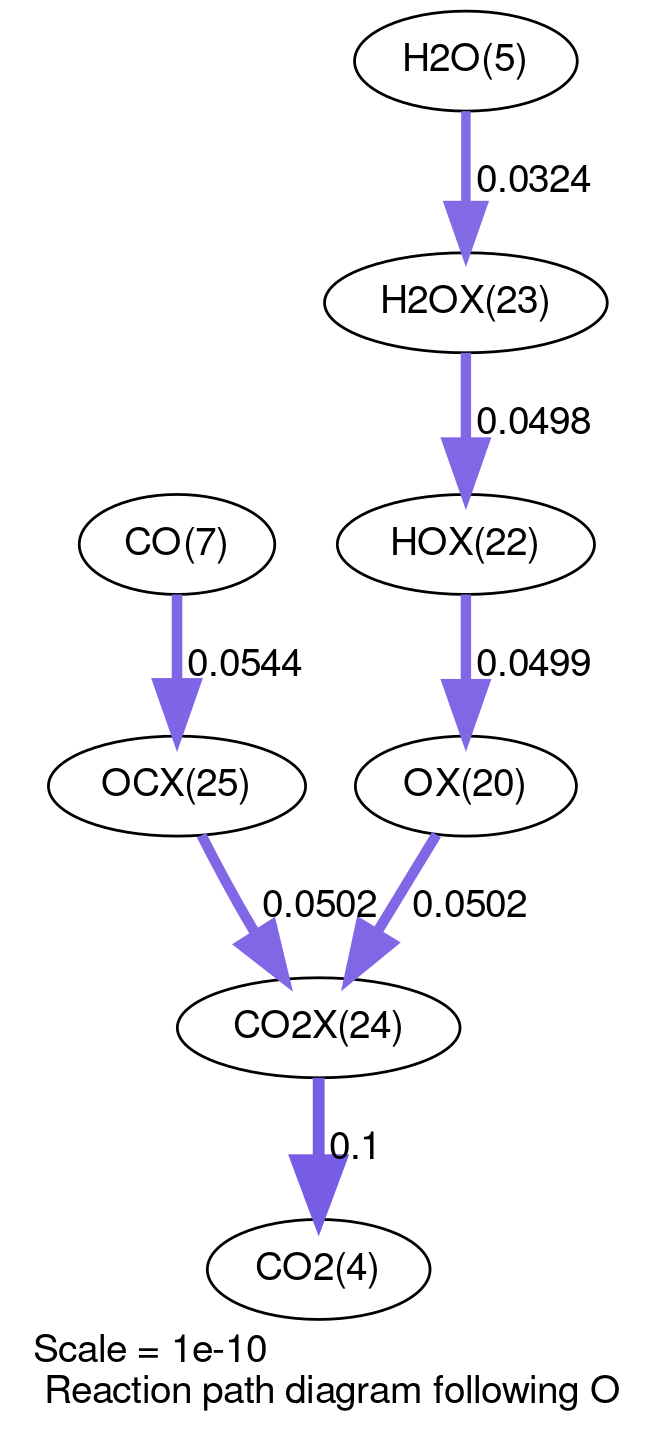 H2O(5)
0.0324
H2OX(23)
0.0498
CO(7)
HOX(22)
0.0544
0.0499
OCX(25)
OX(20)
0.0502
0.0502
CO2X(24)
0.1
CO2(4)
Scale = 1e-10
Reaction path diagram following O